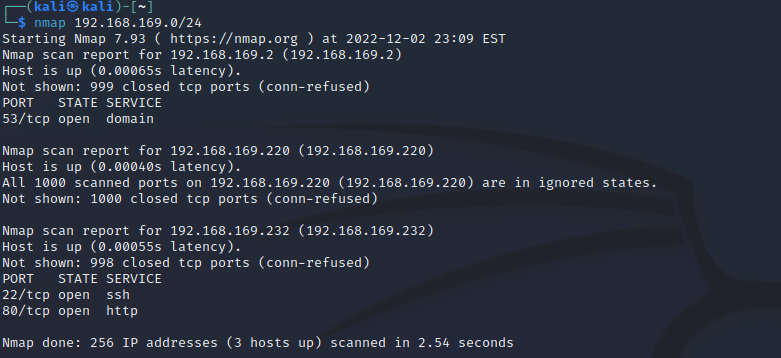 ┌──(kali㉿kali)-[~]
└─$ nmap 192.168.169.0/24
Starting Nmap 7.93 ( https://nmap.org ) at 2022-12-02 23:09 EST
Nmap scan report for 192.168.169.2 (192.168.169.2)
Host is up (0.00065s latency).
Not shown: 999 closed tcp ports (conn-refused)
PORT   STATE SERVICE
53/tcp open  domain

Nmap scan report for 192.168.169.220 (192.168.169.220)
Host is up (0.00040s latency).
All 1000 scanned ports on 192.168.169.220 (192.168.169.220) are in ignored states.
Not shown: 1000 closed tcp ports (conn-refused)

Nmap scan report for 192.168.169.232 (192.168.169.232)
Host is up (0.00055s latency).
Not shown: 998 closed tcp ports (conn-refused)
PORT   STATE SERVICE
22/tcp open  ssh
80/tcp open  http

Nmap done: 256 IP addresses (3 hosts up) scanned in 2.54 seconds